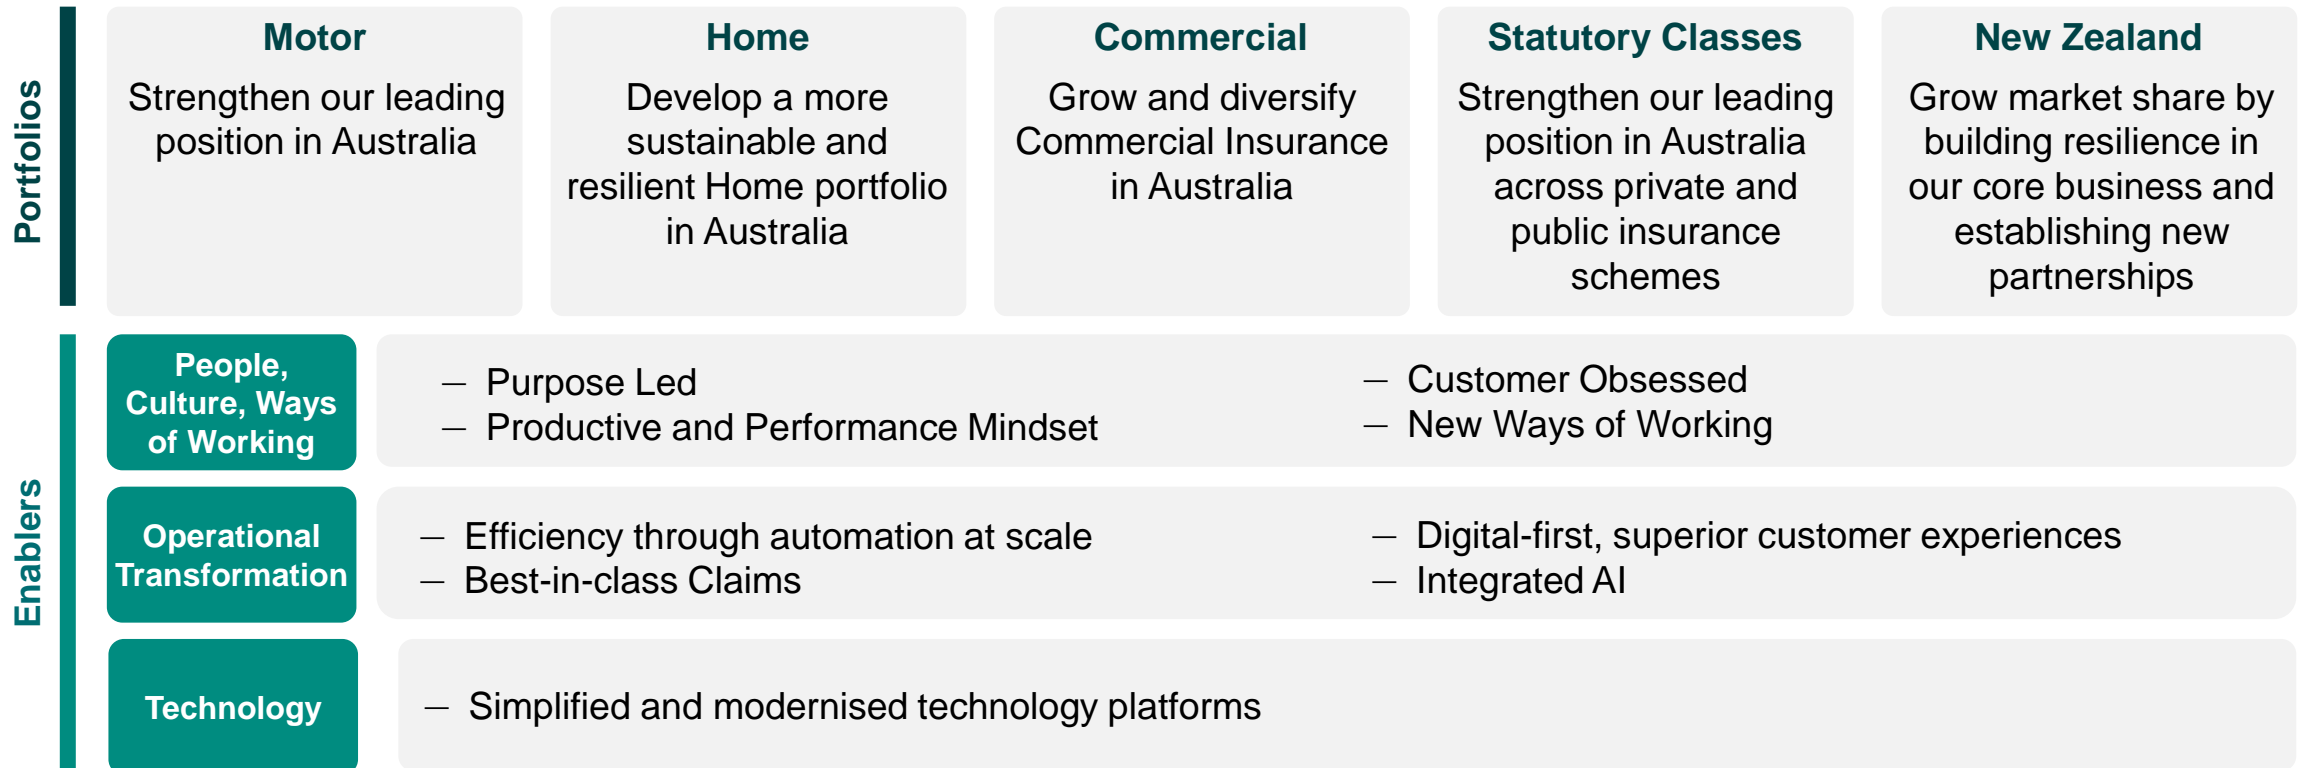 Portfolios
Motor
Strengthen our leading
position in Australia
Home
Develop a more
sustainable and
resilient Home portfolio
in Australia
Commercial
Grow and diversify
Commercial Insurance
in Australia
Statutory Classes
Strengthen our leading
position in Australia
across private and
public insurance
schemes
New Zealand
Grow market share by
building resilience in
our core business and
establishing new
partnerships
Enablers
People,
Culture, Ways
of Working
— Purpose Led
— Productive and Performance Mindset
— Customer Obsessed
— New Ways of Working
Operational
Transformation
— Efficiency through automation at scale
— Best-in-class Claims
— Digital-first, superior customer experiences
— Integrated AI
Technology
— Simplified and modernised technology platforms